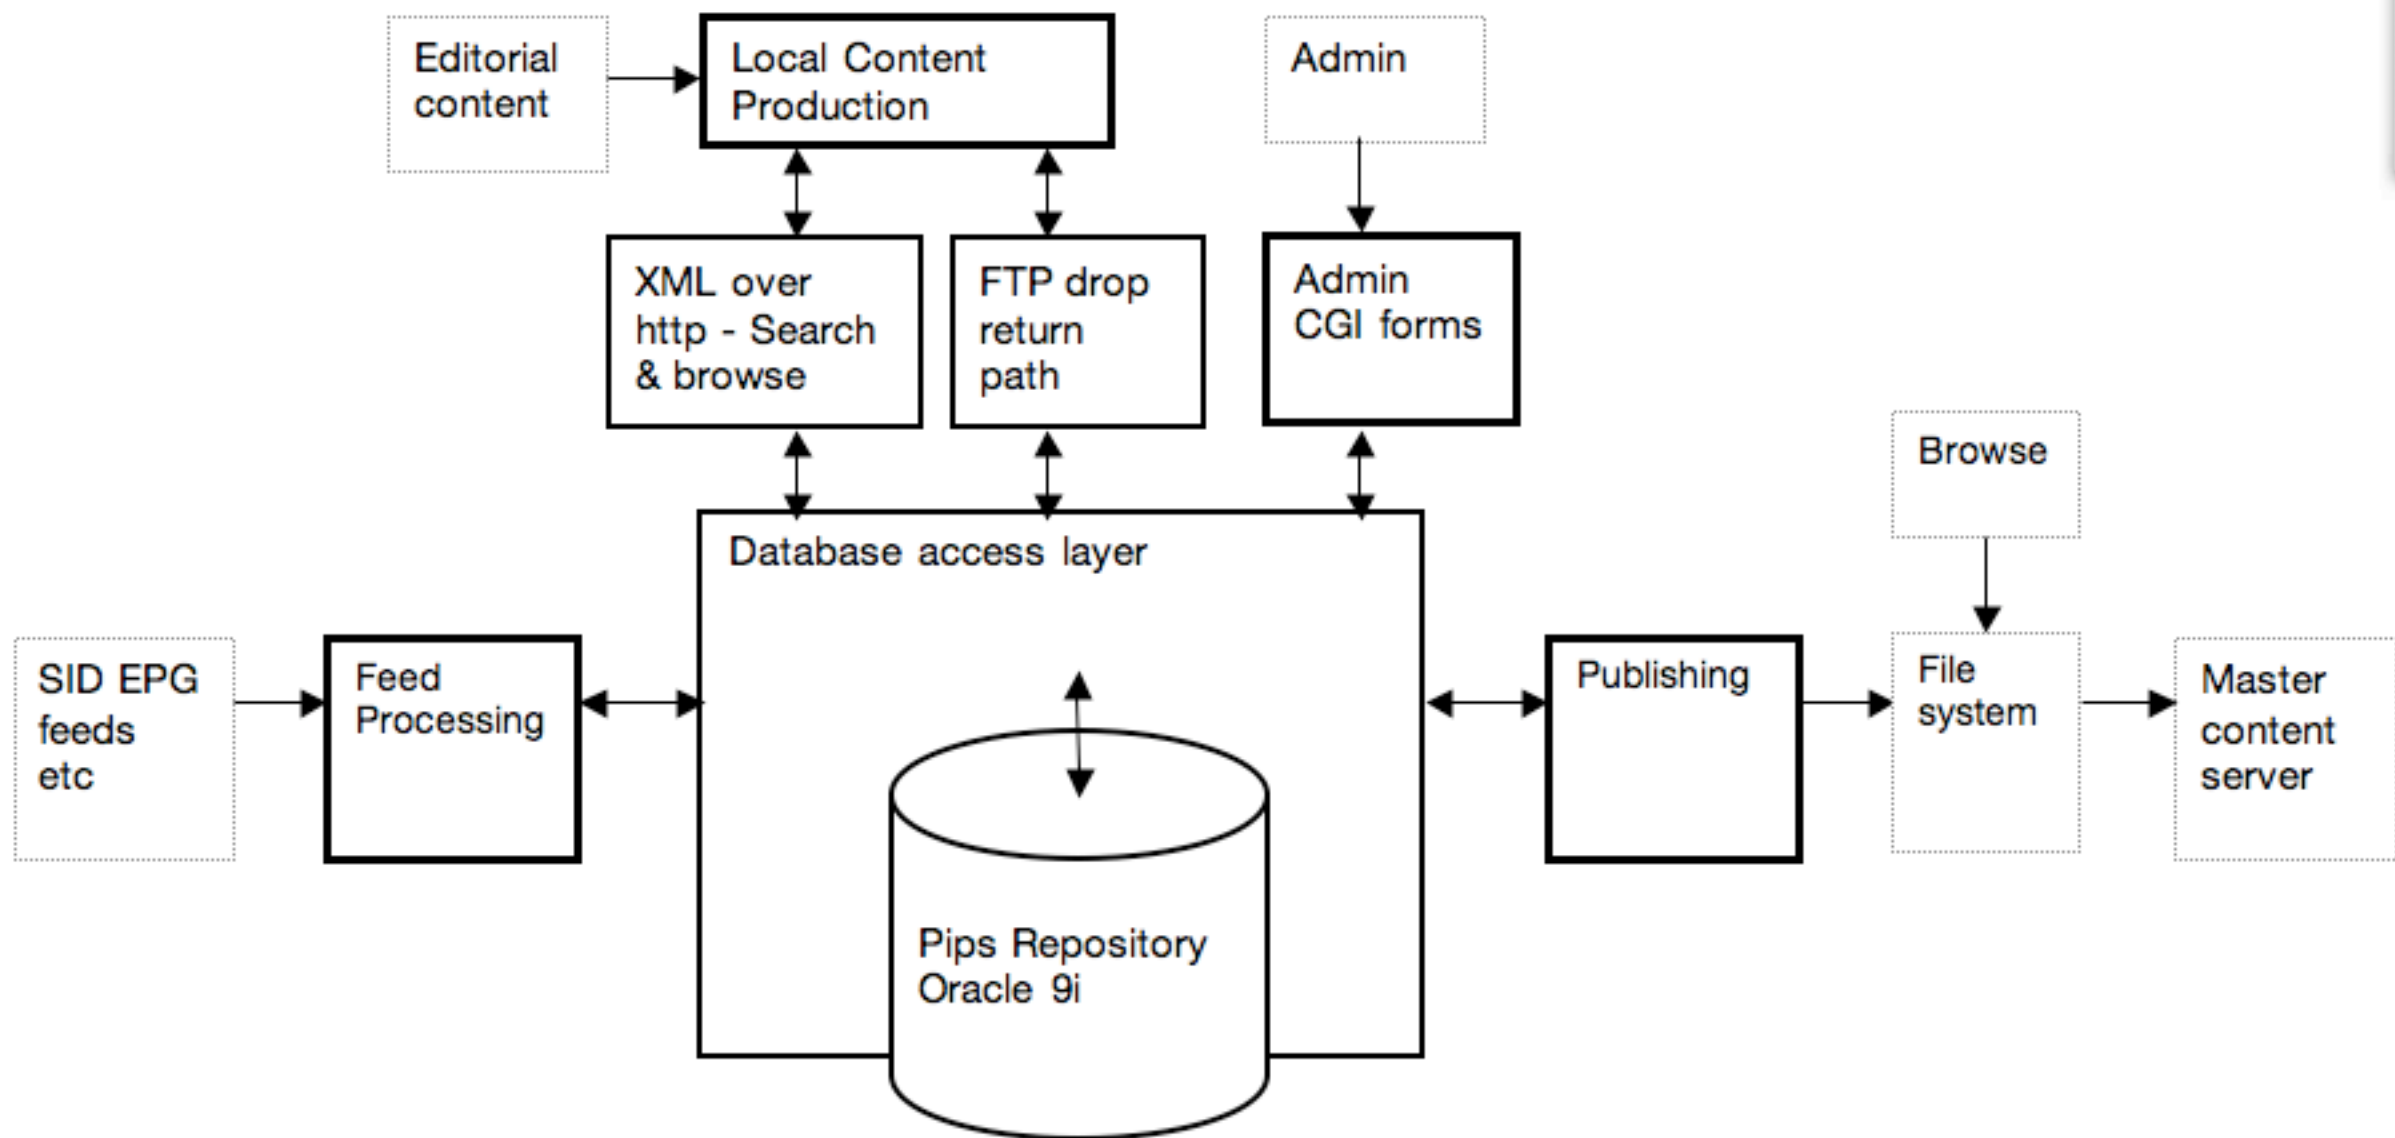 Editorial
content
Local Content
Production
Admin
XML over
http - Search
& browse
FTP drop
return
path
Admin
CGI forms
Browse
Database access layer
SID EPG
feeds
etc
Feed
Processing
Publishing
File
system
Master
content
server
Pips Repository
Oracle 9i